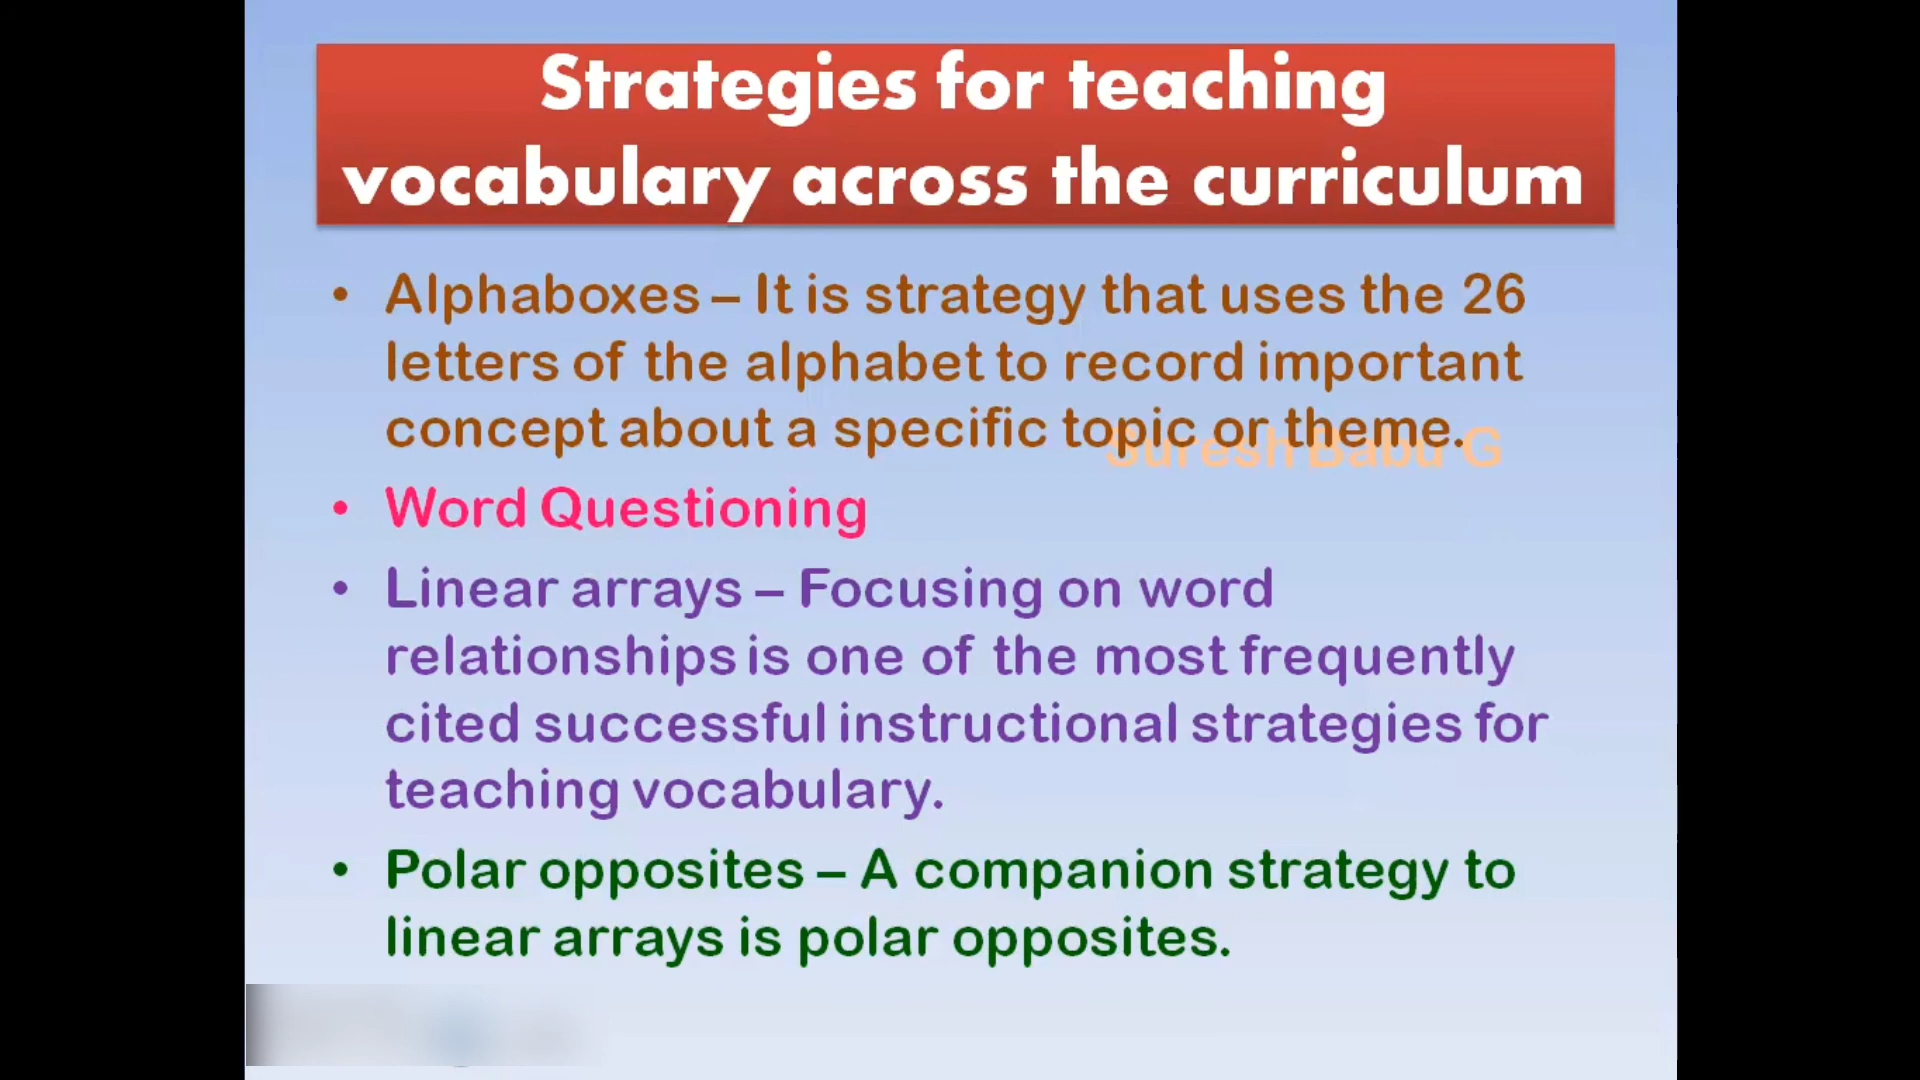 Strategies for teaching
vocabulary across the curriculum
• Alphaboxes – It is strategy that uses the 26
letters of the alphabet to record important
concept about a specific topic or theme.
Suresh Babu G
• Word Questioning
• Linear arrays – Focusing on word
relationships is one of the most frequently
cited successful instructional strategies for
teaching vocabulary.
• Polar opposites – A companion strategy to
linear arrays is polar opposites.